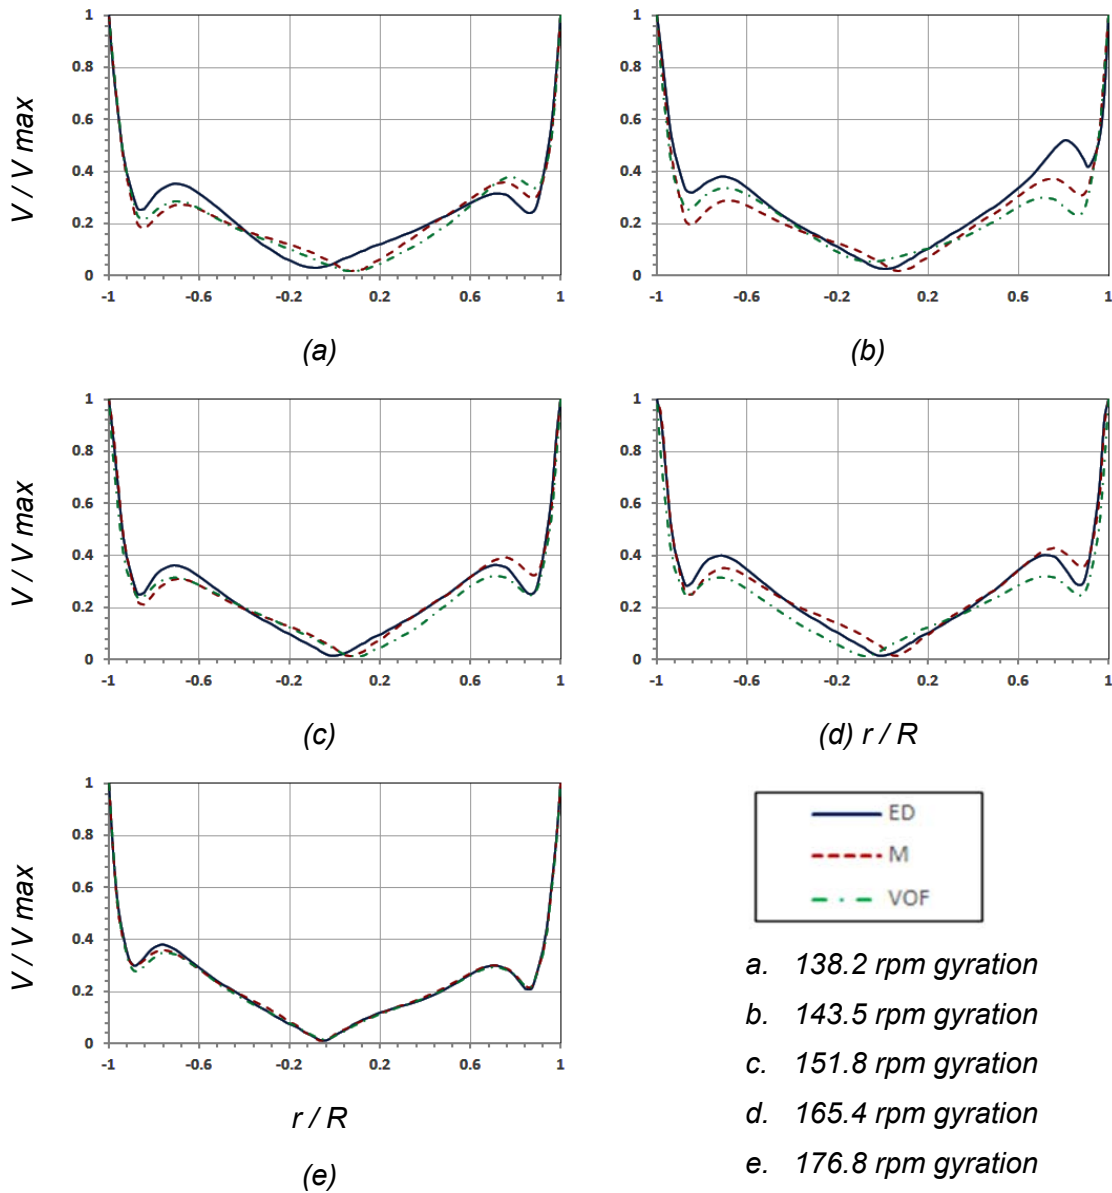 1
0.8
0.6
0.4
0.2
0
-1 -0.6 -0.2 0.2 0.6 1
V / V max
(a)
1
0.8
0.6
0.4
0.2
0
-1 -0.6 -0.2 0.2 0.6 1
(b)
1
0.8
0.6
0.4
0.2
0
-1 -0.6 -0.2 0.2 0.6 1
V / V max
(c)
1
0.8
0.6
0.4
0.2
0
-1 -0.6 -0.2 0.2 0.6 1
(d) r / R
1
0.8
0.6
0.4
0.2
0
-1 -0.6 -0.2 0.2 0.6 1
V / V max
r / R
(e)
ED
M
VOF
a. 138.2 rpm gyration
b. 143.5 rpm gyration
c. 151.8 rpm gyration
d. 165.4 rpm gyration
e. 176.8 rpm gyration